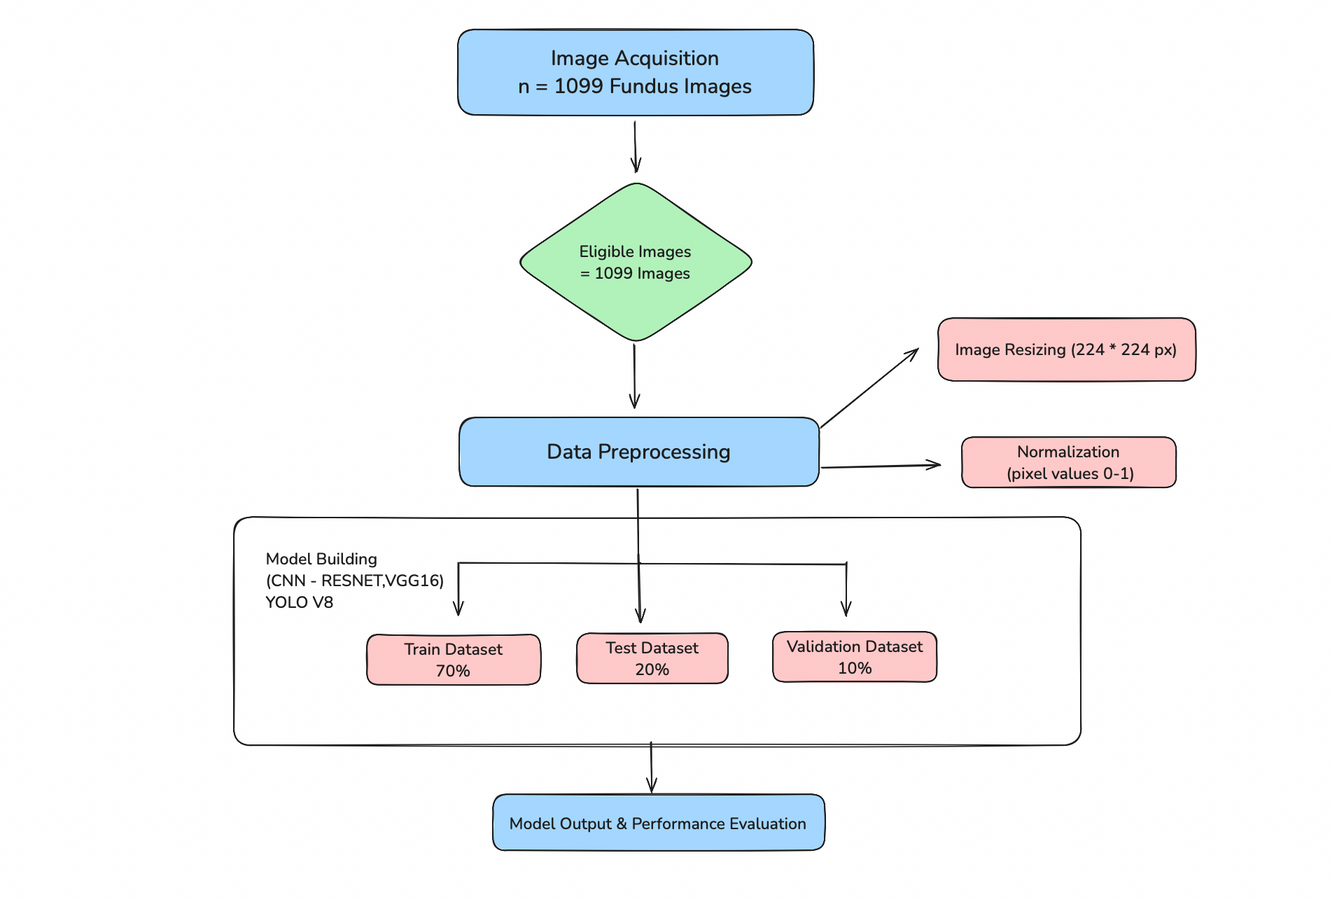 Image Acquisition
n = 1099 Fundus Images
Eligible Images
= 1099 Images
Image Resizing (224 * 224 px)
Data Preprocessing
Normalization
(pixel values 0-1)
Model Building
(CNN - RESNET,VGG16)
YOLO V8
Train Dataset
70%
Test Dataset
20%
Validation Dataset
10%
Model Output & Performance Evaluation